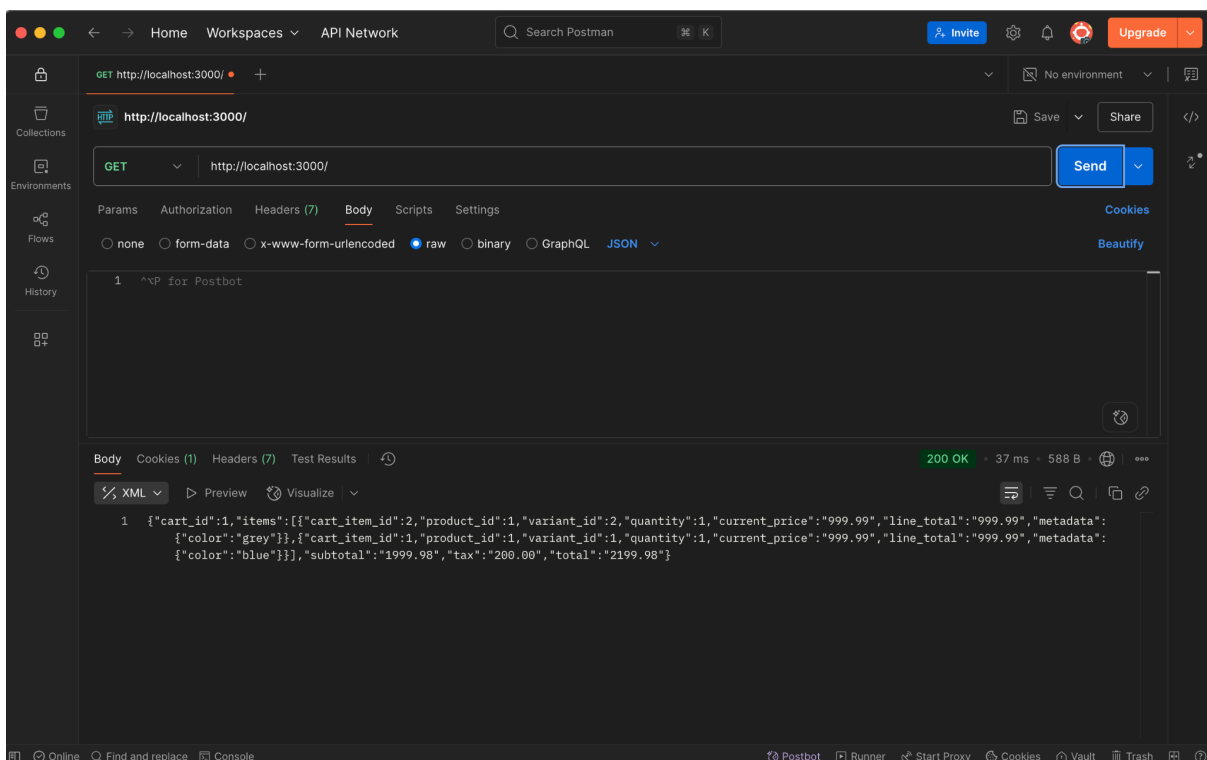 Home Workspaces API Network Search Postman ⌘ K Invite Upgrade
GET http://localhost:3000/ No environment
HTTP http://localhost:3000/ Save Share
Collections
GET http://localhost:3000/ Send
Environments
Params Authorization Headers (7) Body Scripts Settings Cookies
none form-data x-www-form-urlencoded raw binary GraphQL JSON Beautify
Flows
1 ^⌥P for Postbot
History
Body Cookies (1) Headers (7) Test Results 200 OK 37 ms 588 B
XML Preview Visualize
1 {"cart_id":1,"items":[{"cart_item_id":2,"product_id":1,"variant_id":2,"quantity":1,"current_price":"999.99","line_total":"999.99","metadata":
{"color":"grey"}},{"cart_item_id":1,"product_id":1,"variant_id":1,"quantity":1,"current_price":"999.99","line_total":"999.99","metadata":
{"color":"blue"}}],"subtotal":"1999.98","tax":"200.00","total":"2199.98"}
Online Find and replace Console Postbot Runner Start Proxy Cookies Vault Trash